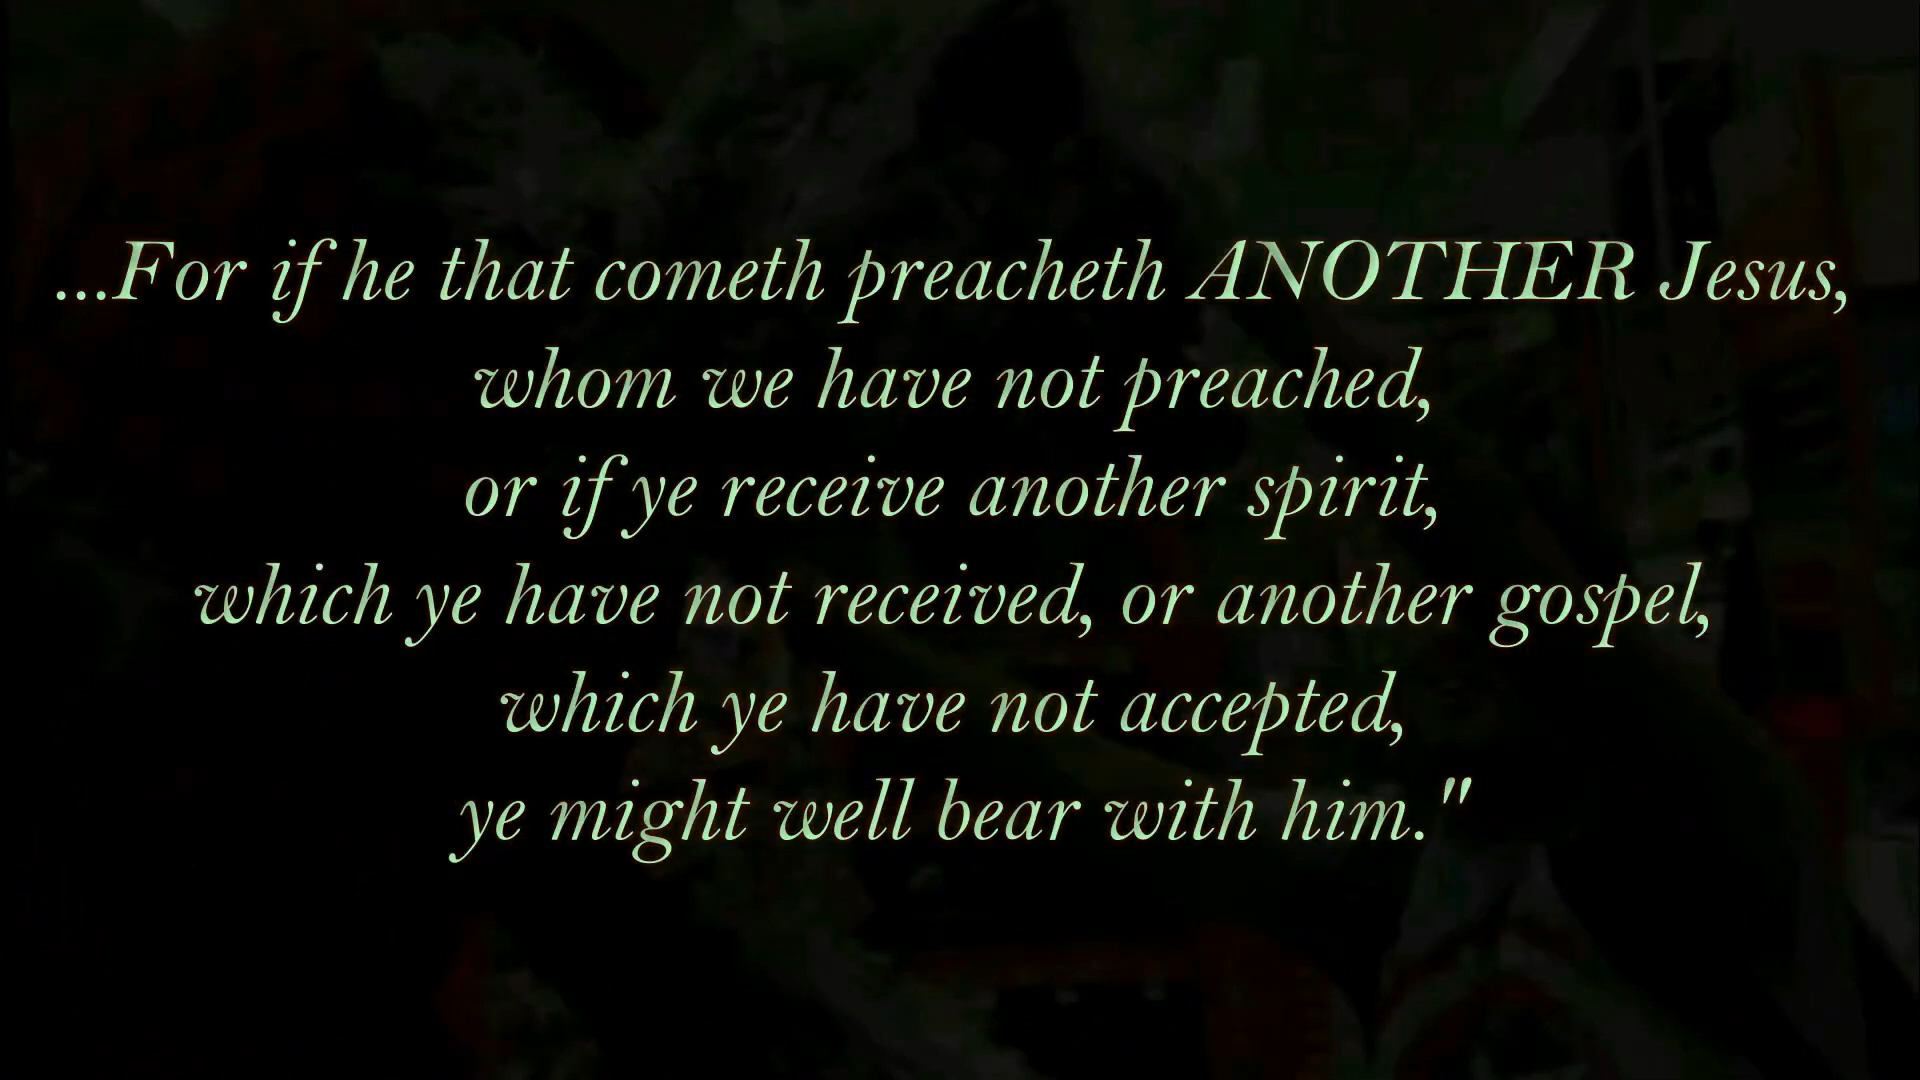 ...For if he that cometh preacheth ANOTHER Jesus,
whom we have not preached,
or if ye receive another spirit,
which ye have not received, or another gospel,
which ye have not accepted,
ye might well bear with him."